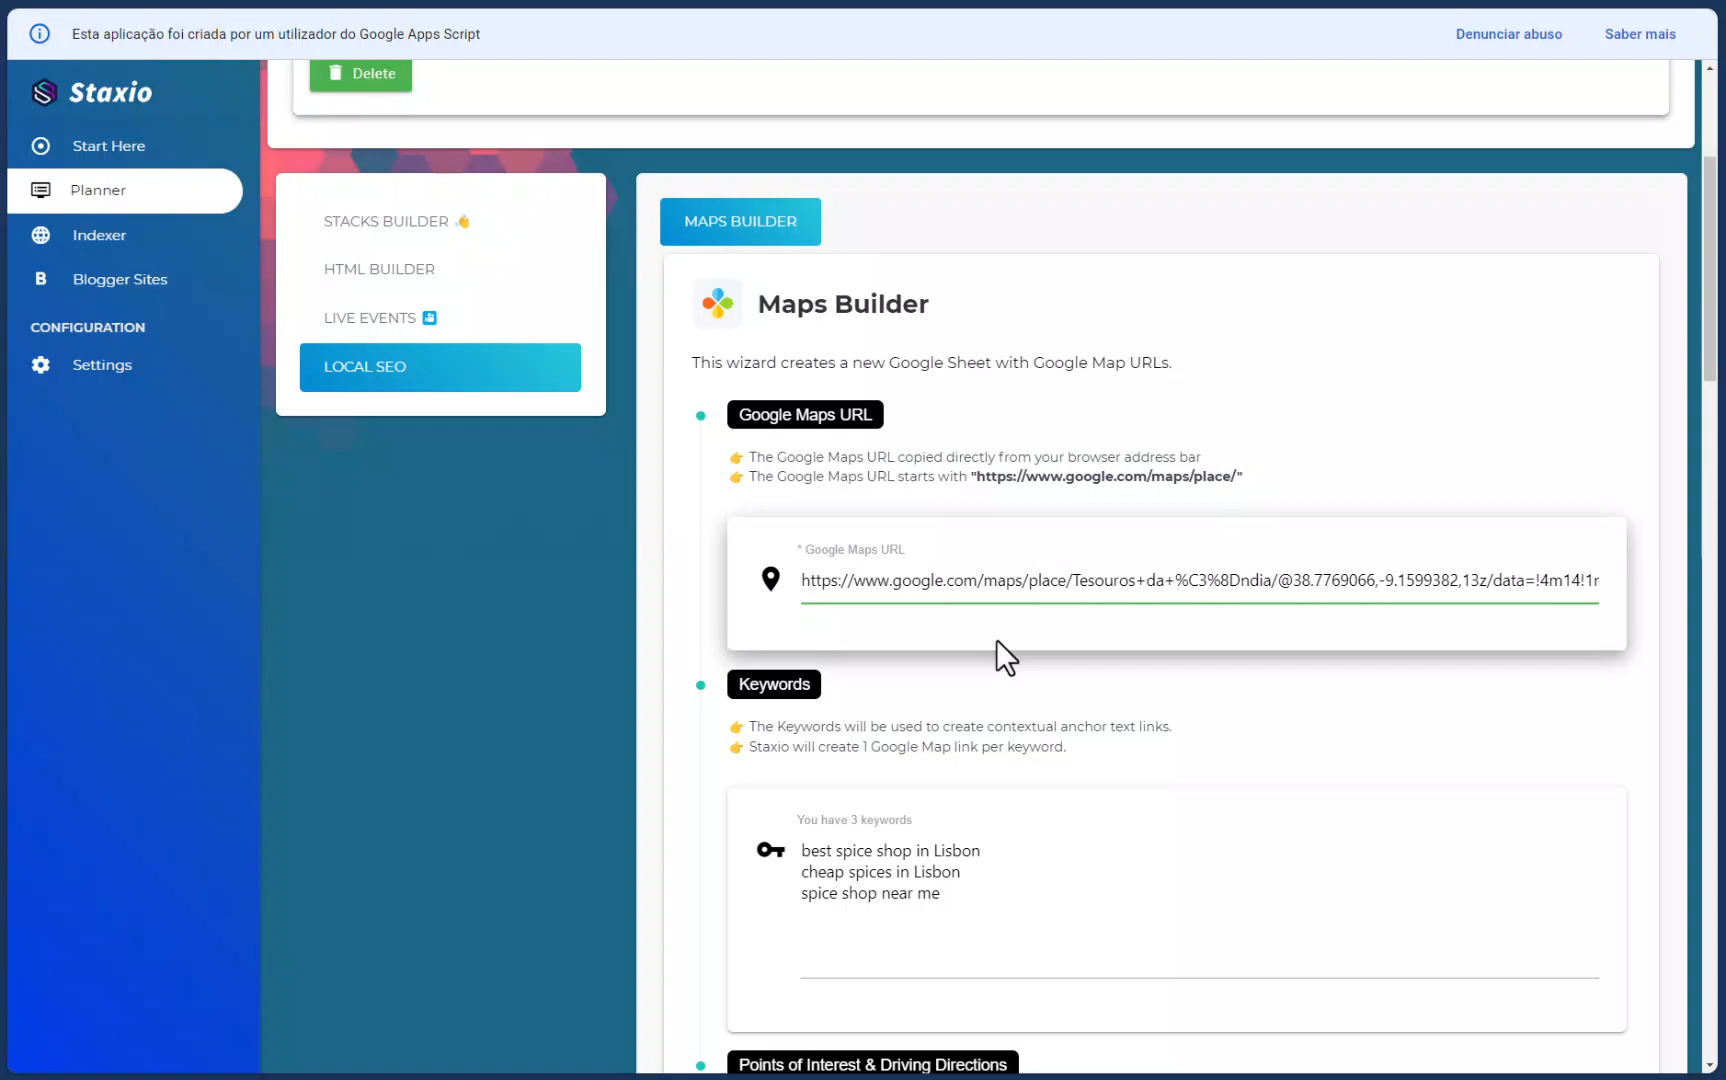 Esta aplicação foi criada por um utilizador do Google Apps Script
Denunciar abuso
Saber mais
Staxio
Start Here
Planner
Indexer
B Blogger Sites
CONFIGURATION
Settings
Delete
STACKS BUILDER 👋
HTML BUILDER
LIVE EVENTS
LOCAL SEO
MAPS BUILDER
Maps Builder
This wizard creates a new Google Sheet with Google Map URLs.
Google Maps URL
👉 The Google Maps URL copied directly from your browser address bar
👉 The Google Maps URL starts with "https://www.google.com/maps/place/"
* Google Maps URL
https://www.google.com/maps/place/Tesouros+da+%C3%8Dndia/@38.7769066,-9.1599382,13z/data=!4m14!1r
Keywords
👉 The Keywords will be used to create contextual anchor text links.
👉 Staxio will create 1 Google Map link per keyword.
You have 3 keywords
best spice shop in Lisbon
cheap spices in Lisbon
spice shop near me
Points of Interest & Driving Directions